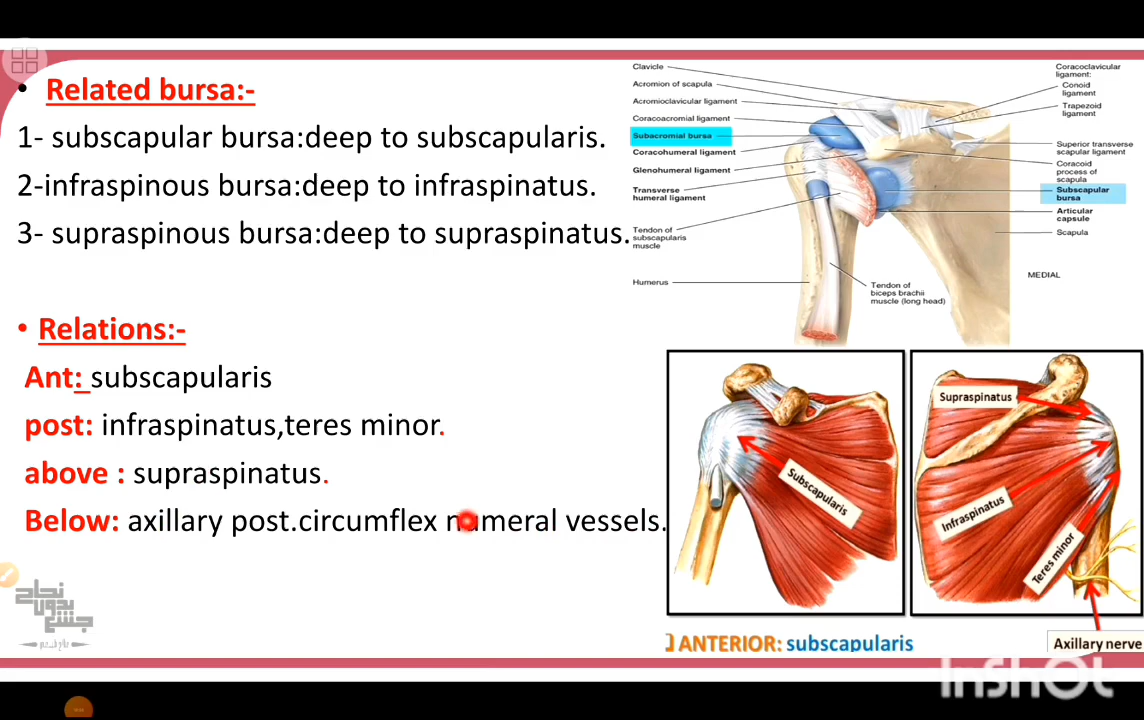 • Related bursa:-
1- subscapular bursa:deep to subscapularis.
2-infraspinous bursa:deep to infraspinatus.
3- supraspinous bursa:deep to supraspinatus.
• Relations:-
Ant: subscapularis
post: infraspinatus,teres minor.
above : supraspinatus.
Below: axillary post.circumflex humeral vessels.
Clavicle
Acromion of scapula
Acromioclavicular ligament
Coracoacromial ligament
Subacromial bursa
Coracohumeral ligament
Glenohumeral ligament
Transverse
humeral ligament
Tendon of
subscapularis
muscle
Humerus
Coracoclavicular
ligament:
Conoid
ligament
Trapezoid
ligament
Superior transverse
scapular ligament
Coracoid
process of
scapula
Subscapular
bursa
Articular
capsule
Scapula
MEDIAL
Tendon of
biceps brachii
muscle (long head)
Subscapularis
Supraspinatus
Infraspinatus
Teres minor
ANTERIOR: subscapularis
Axillary nerve
نجاح
بدون
InShOt